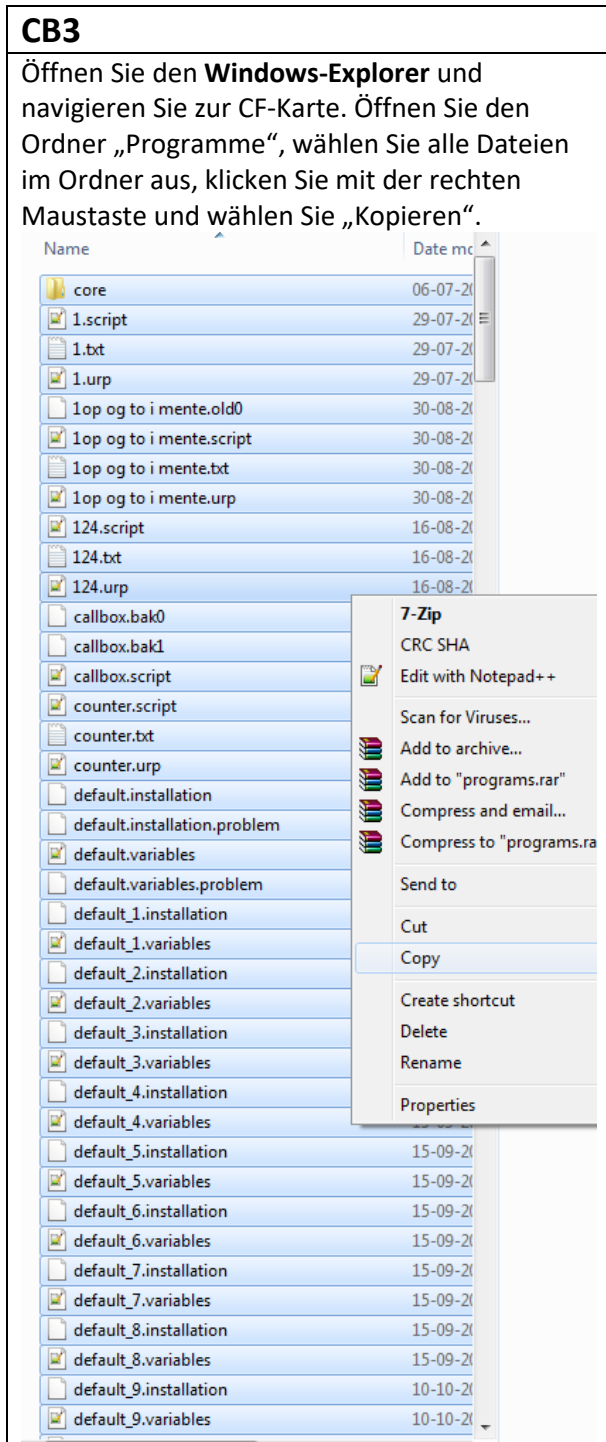 CB3
Öffnen Sie den Windows-Explorer und
navigieren Sie zur CF-Karte. Öffnen Sie den
Ordner „Programme“, wählen Sie alle Dateien
im Ordner aus, klicken Sie mit der rechten
Maustaste und wählen Sie „Kopieren“.
Name Date mo
core 06-07-20
1.script 29-07-20
1.txt 29-07-20
1.urp 29-07-20
1op og to i mente.old0 30-08-20
1op og to i mente.script 30-08-20
1op og to i mente.txt 30-08-20
1op og to i mente.urp 30-08-20
124.script 16-08-20
124.txt 16-08-20
124.urp 16-08-20
callbox.bak0
callbox.bak1
callbox.script
counter.script
counter.txt
counter.urp
default.installation
default.installation.problem
default.variables
default.variables.problem
default_1.installation
default_1.variables
default_2.installation
default_2.variables
default_3.installation
default_3.variables
default_4.installation
default_4.variables
default_5.installation 15-09-20
default_5.variables 15-09-20
default_6.installation 15-09-20
default_6.variables 15-09-20
default_7.installation 15-09-20
default_7.variables 15-09-20
default_8.installation 15-09-20
default_8.variables 15-09-20
default_9.installation 10-10-20
default_9.variables 10-10-20
7-Zip
CRC SHA
Edit with Notepad++
Scan for Viruses...
Add to archive...
Add to "programs.rar"
Compress and email...
Compress to "programs.ra
Send to
Cut
Copy
Create shortcut
Delete
Rename
Properties